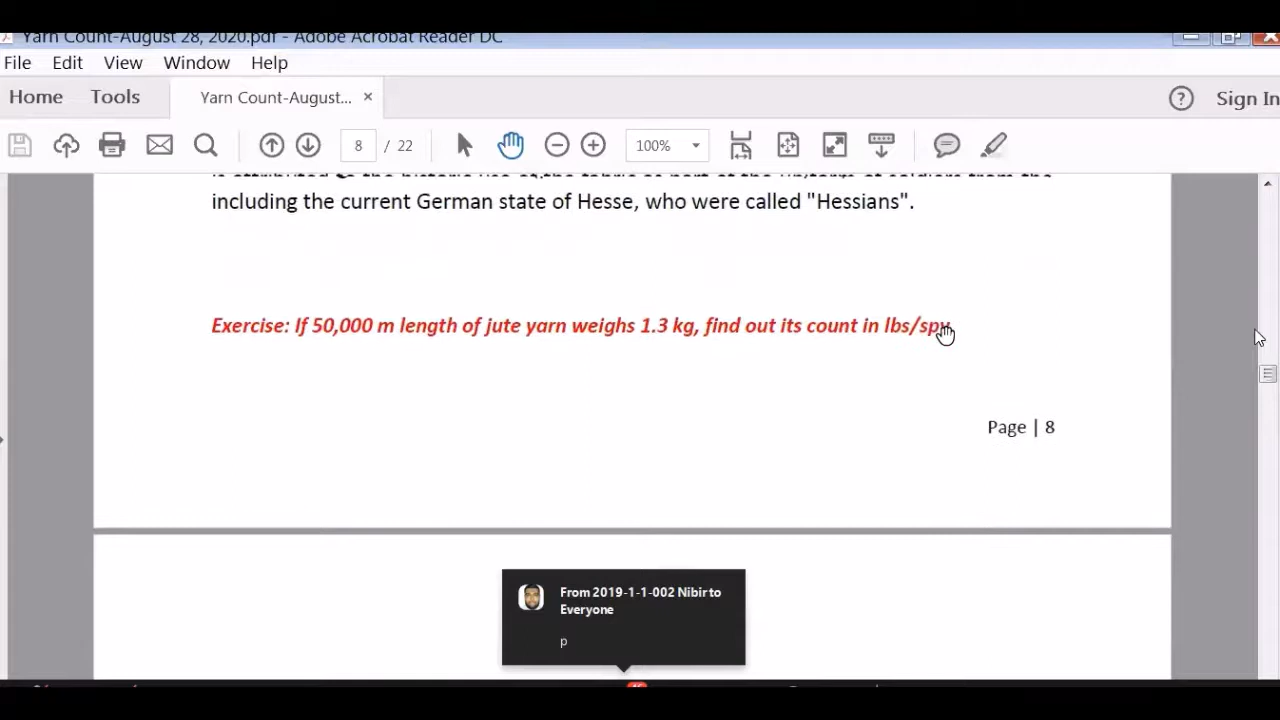 Yarn Count-August 28, 2020.pdf - Adobe Acrobat Reader DC
File Edit View Window Help
Home Tools Yarn Count-August... × ? Sign In
8 / 22 100%
including the current German state of Hesse, who were called "Hessians".
Exercise: If 50,000 m length of jute yarn weighs 1.3 kg, find out its count in lbs/spy
Page | 8
From 2019-1-1-002 Nibir to
Everyone
p